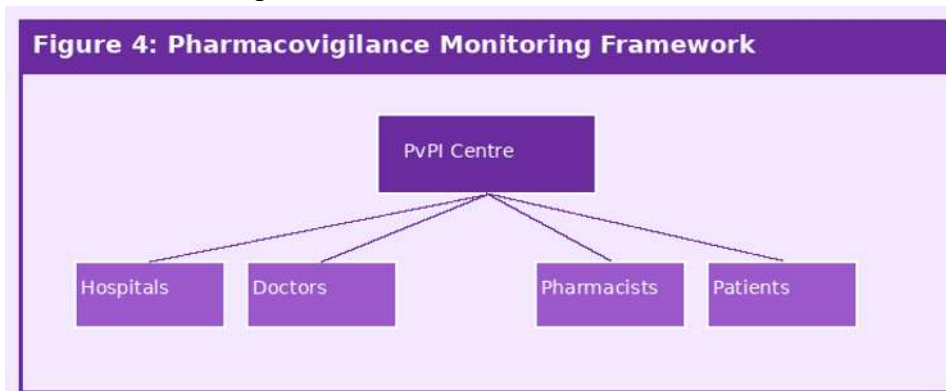 Figure 4: Pharmacovigilance Monitoring Framework
PvPI Centre
Hospitals
Doctors
Pharmacists
Patients